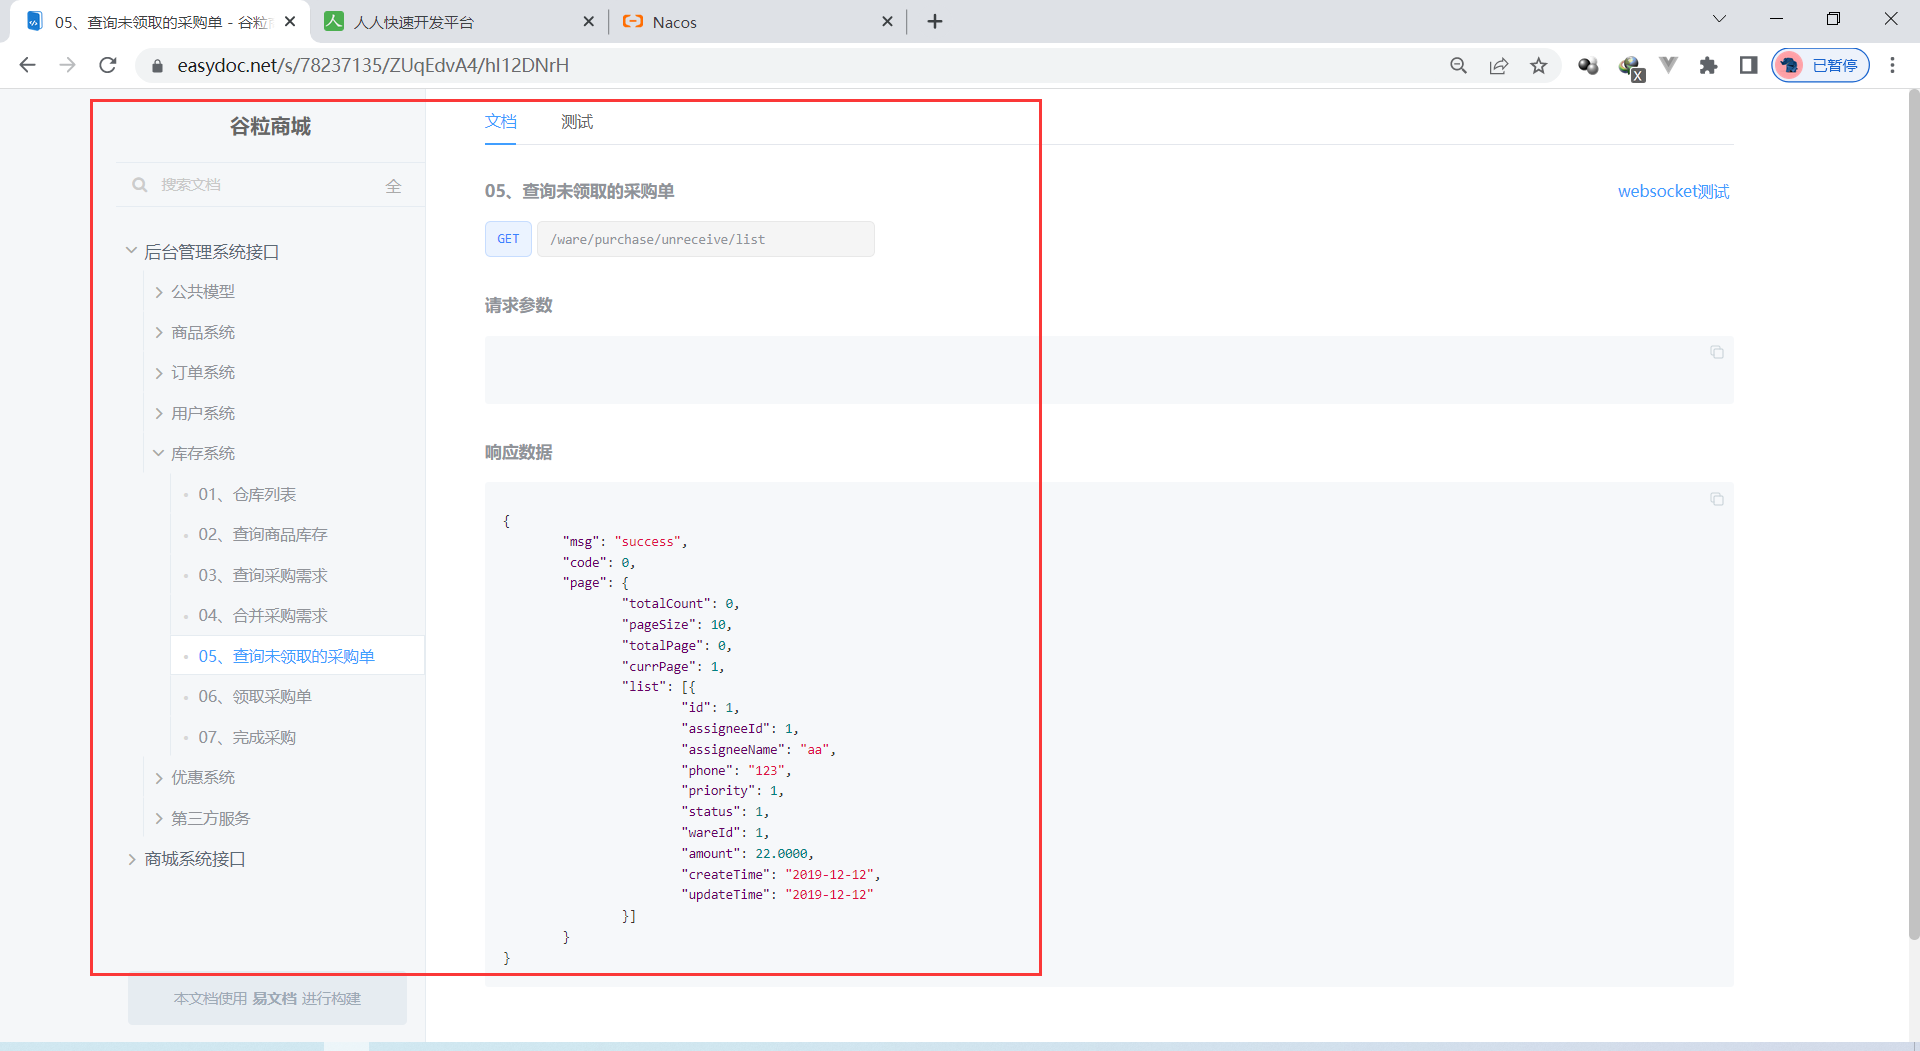 05、查询未领取的采购单 - 谷粒
人人快速开发平台
Nacos
easydoc.net/s/78237135/ZUqEdvA4/hI12DNrH
已暂停
谷粒商城
搜索文档
全
后台管理系统接口
公共模型
商品系统
订单系统
用户系统
库存系统
01、仓库列表
02、查询商品库存
03、查询采购需求
04、合并采购需求
05、查询未领取的采购单
06、领取采购单
07、完成采购
优惠系统
第三方服务
商城系统接口
本文档使用 易文档 进行构建
文档
测试
05、查询未领取的采购单
websocket测试
GET
/ware/purchase/unreceive/list
请求参数
响应数据
{
"msg": "success",
"code": 0,
"page": {
"totalCount": 0,
"pageSize": 10,
"totalPage": 0,
"currPage": 1,
"list": [{
"id": 1,
"assigneeId": 1,
"assigneeName": "aa",
"phone": "123",
"priority": 1,
"status": 1,
"wareId": 1,
"amount": 22.0000,
"createTime": "2019-12-12",
"updateTime": "2019-12-12"
}]
}
}